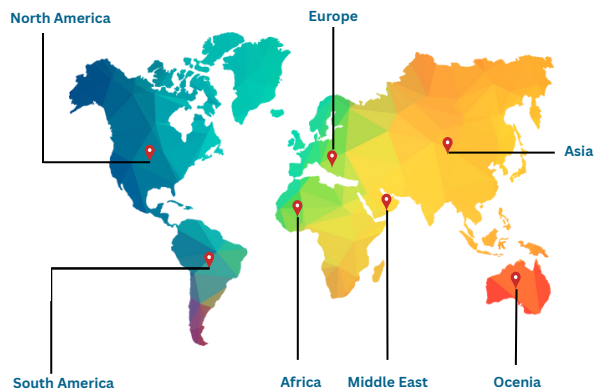 Europe
North America
Asia
South America
Africa
Middle East
Ocenia